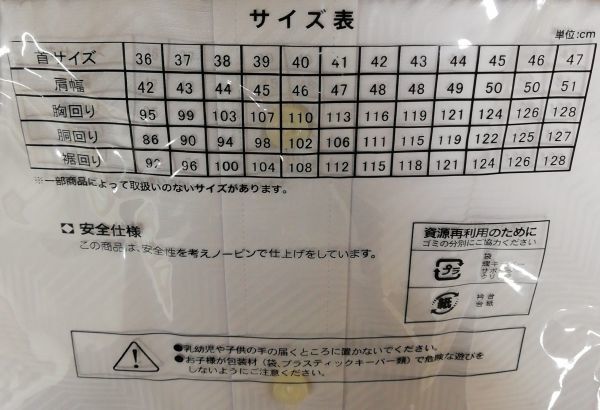 サイズ表
単位:cm
首サイズ 36 37 38 39 40 41 42 43 44 45 46 47
肩幅 42 43 44 45 46 47 48 48 49 50 50 51
胸回り 95 99 103 107 110 113 116 119 121 124 126 128
胴回り 86 90 94 98 102 106 111 115 119 122 125 127
裾回り 92 96 100 104 108 112 115 118 121 124 126 128
※一部商品によって取扱いのないサイズがあります。
安全仕様
この商品は、安全性を考えノーピンで仕上げをしています。
資源再利用のために
ゴミの分別にご協力ください
プラ
袋
紙
台紙
●乳幼児や子供の手の届くところに置かないでください。
●お子様が包装材(袋、プラスティックキーパー類)で危険な遊びを
しないようにご注意ください。